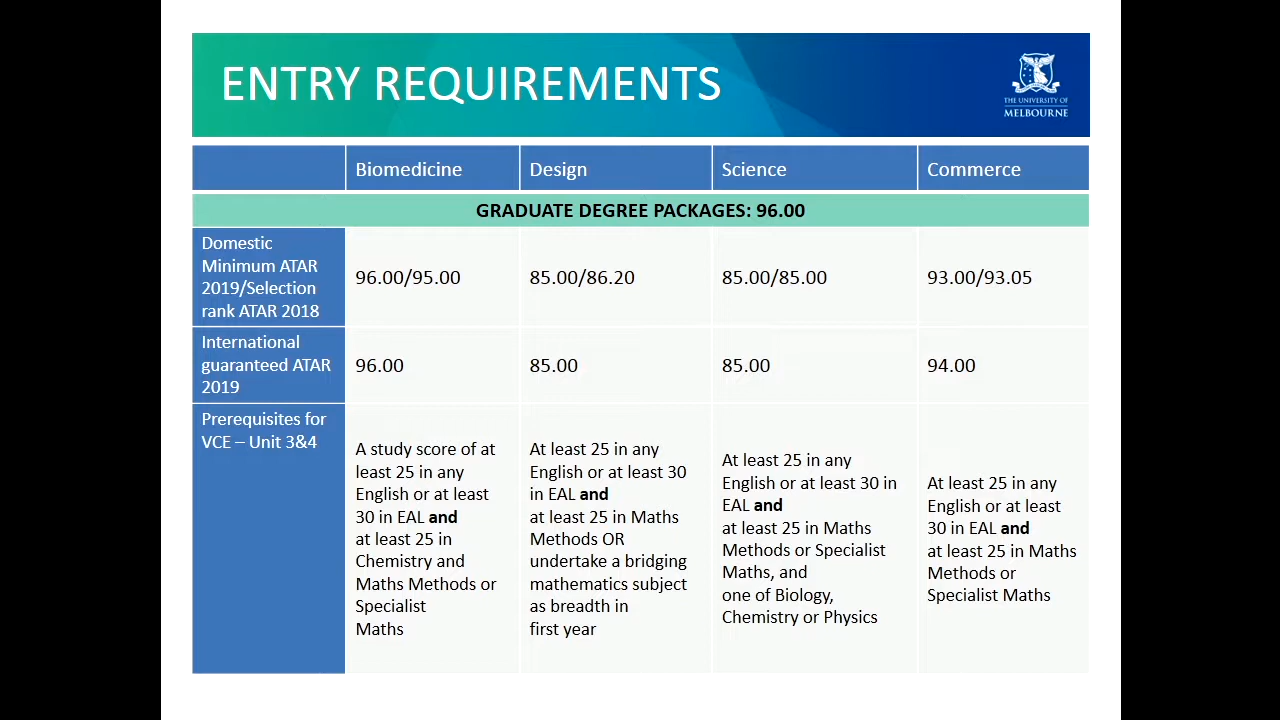 ENTRY REQUIREMENTS
THE UNIVERSITY OF
MELBOURNE
Biomedicine
Design
Science
Commerce
GRADUATE DEGREE PACKAGES: 96.00
Domestic
Minimum ATAR
2019/Selection
rank ATAR 2018
96.00/95.00
85.00/86.20
85.00/85.00
93.00/93.05
International
guaranteed ATAR
2019
96.00
85.00
85.00
94.00
Prerequisites for
VCE – Unit 3&4
A study score of at
least 25 in any
English or at least
30 in EAL and
at least 25 in
Chemistry and
Maths Methods or
Specialist
Maths
At least 25 in any
English or at least 30
in EAL and
at least 25 in Maths
Methods OR
undertake a bridging
mathematics subject
as breadth in
first year
At least 25 in any
English or at least 30 in
EAL and
at least 25 in Maths
Methods or Specialist
Maths, and
one of Biology,
Chemistry or Physics
At least 25 in any
English or at least
30 in EAL and
at least 25 in Maths
Methods or
Specialist Maths